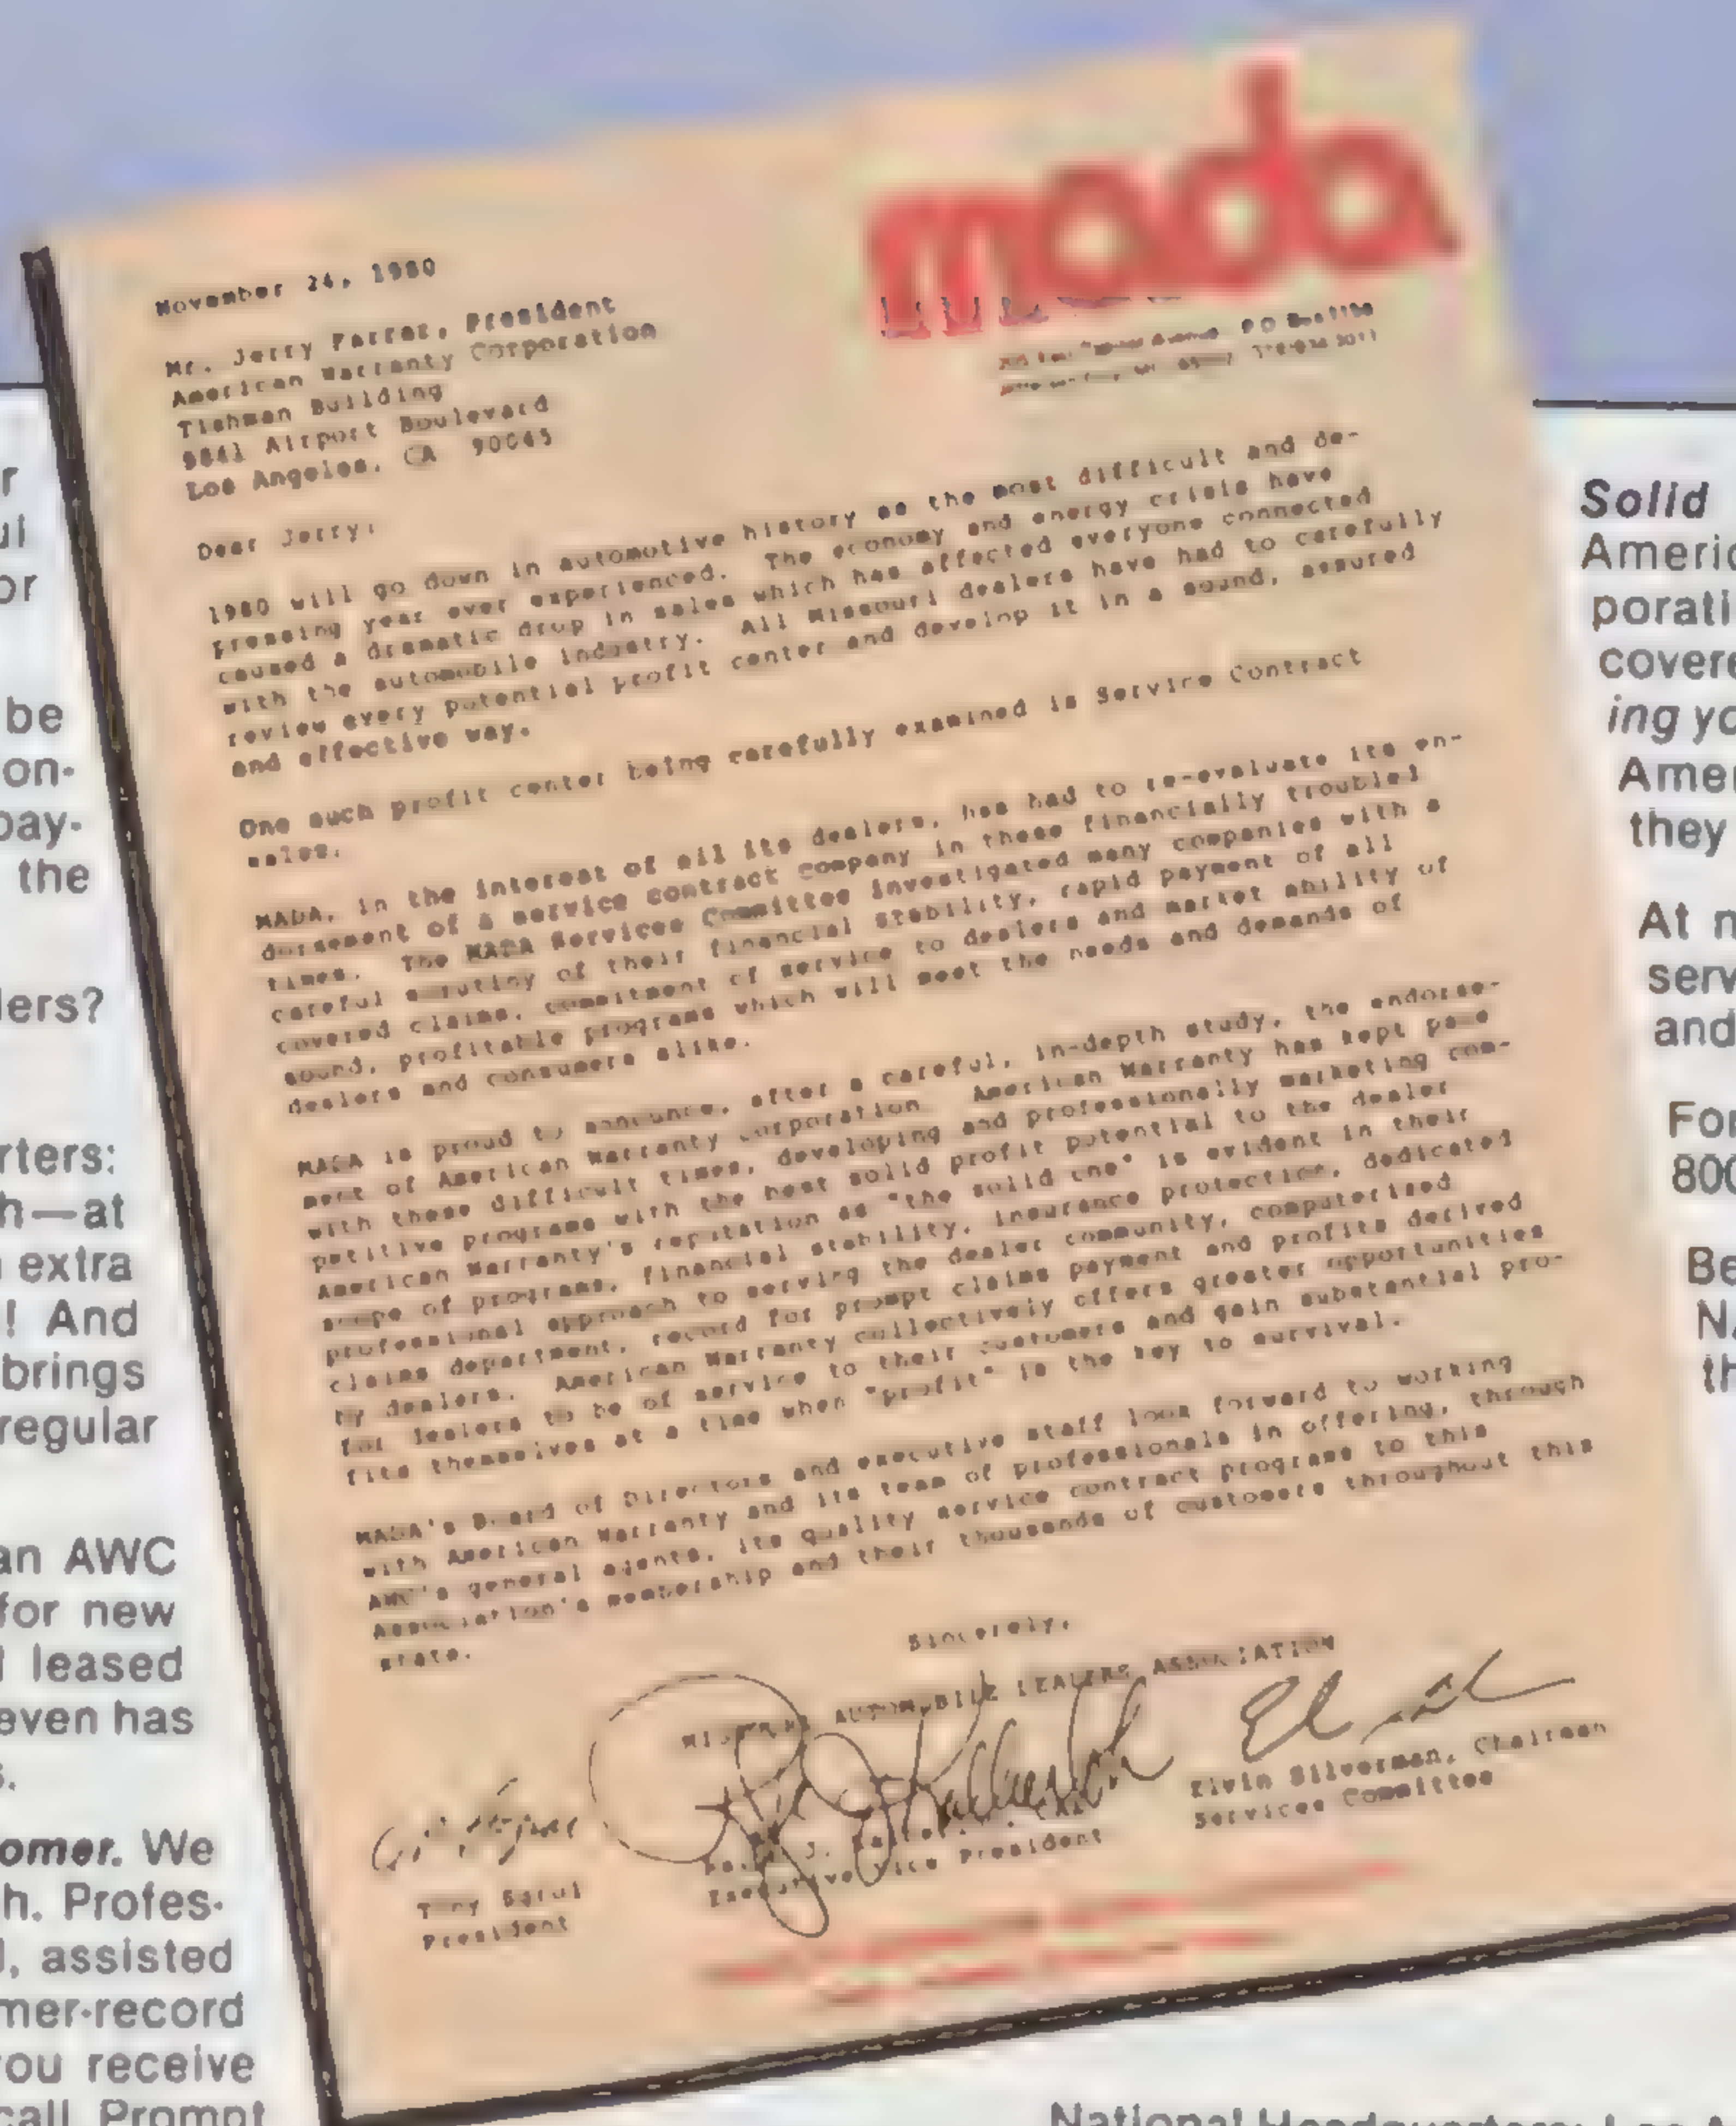 mada
November 24, 1980
Mr. Jerry Parrar, President
American Warranty Corporation
Tishman Building
9841 Airport Boulevard
Los Angeles, CA 90045
Dear Jerry:
1980 will go down in automotive history as the most difficult and de-
pressing year ever experienced. The economy and energy crisis have
caused a dramatic drop in sales which has affected everyone connected
with the automobile industry. All Missouri dealers have had to carefully
review every potential profit center and develop it in a sound, assured
and effective way.
One such profit center being carefully examined is Service Contract
sales.
MADA, in the interest of all its dealers, has had to re-evaluate its en-
dorsement of a service contract company in these financially troubled
times. The MADA Services Committee investigated many companies with a
careful scrutiny of their financial stability, rapid payment of all
covered claims, commitment of service to dealers and market ability of
sound, profitable programs which will meet the needs and demands of
dealers and consumers alike.
MADA is proud to announce, after a careful, in-depth study, the endorse-
ment of American Warranty Corporation. American Warranty has kept pace
with these difficult times, developing and professionally marketing com-
petitive programs with the best solid profit potential to the dealer
American Warranty's reputation as "the solid one" is evident in their
scope of programs, financial stability, insurance protection, dedicated
professional approach to serving the dealer community, computerized
claims department, record for prompt claims payment and profits derived
by dealers. American Warranty collectively offers greater opportunities
for dealers to be of service to their customers and gain substantial pro-
fits themselves at a time when "profit" is the key to survival.
MADA's Board of Directors and executive staff look forward to working
with American Warranty and its team of professionals in offering, through
AWC's general agents, its quality service contract programs to this
Association's membership and their thousands of customers throughout this
state.
Sincerely,
MISSOURI AUTOMOBILE DEALERS ASSOCIATION
Elvin Silverman, Chairman
Services Committee
Executive Vice President
Tony
President
r
ul
or
be
on-
pay-
the
lers?
rters:
h—at
extra
! And
brings
regular
an AWC
for new
leased
even has
s.
omer. We
h. Profes-
l, assisted
mer-record
you receive
call. Prompt
Solid
Americ
porati
covere
ing yo
Amer
they
At n
serv
and
For
800
Be
NA
th
National Headquarters: Los